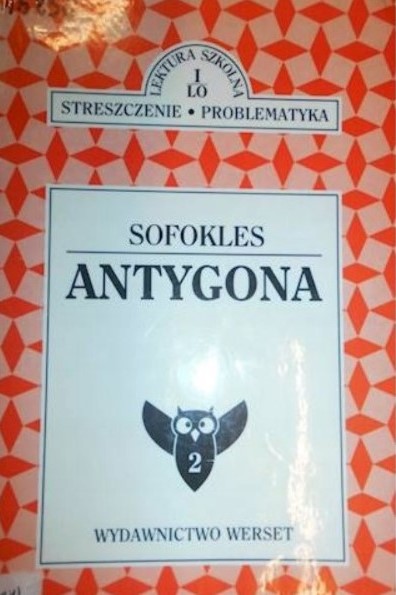 LEKTURA SZKOLNA
I
LO
STRESZCZENIE • PROBLEMATYKA
SOFOKLES
ANTYGONA
2
WYDAWNICTWO WERSET